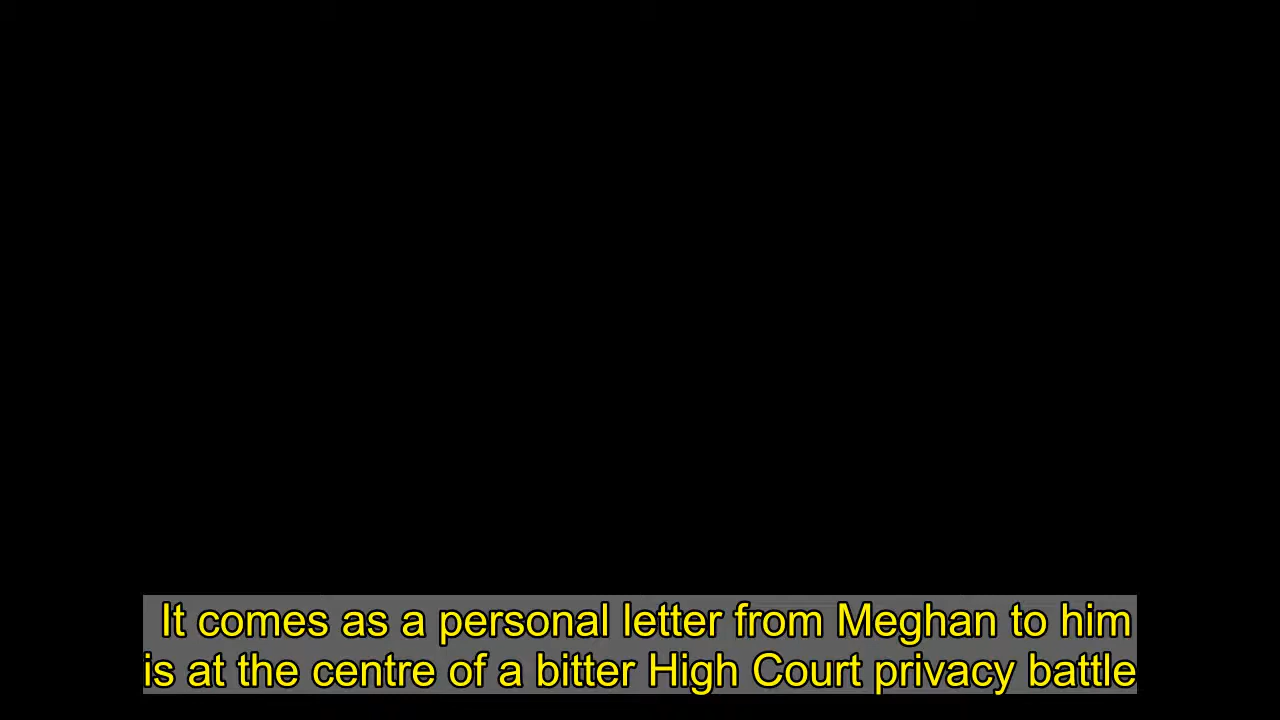 It comes as a personal letter from Meghan to him
is at the centre of a bitter High Court privacy battle